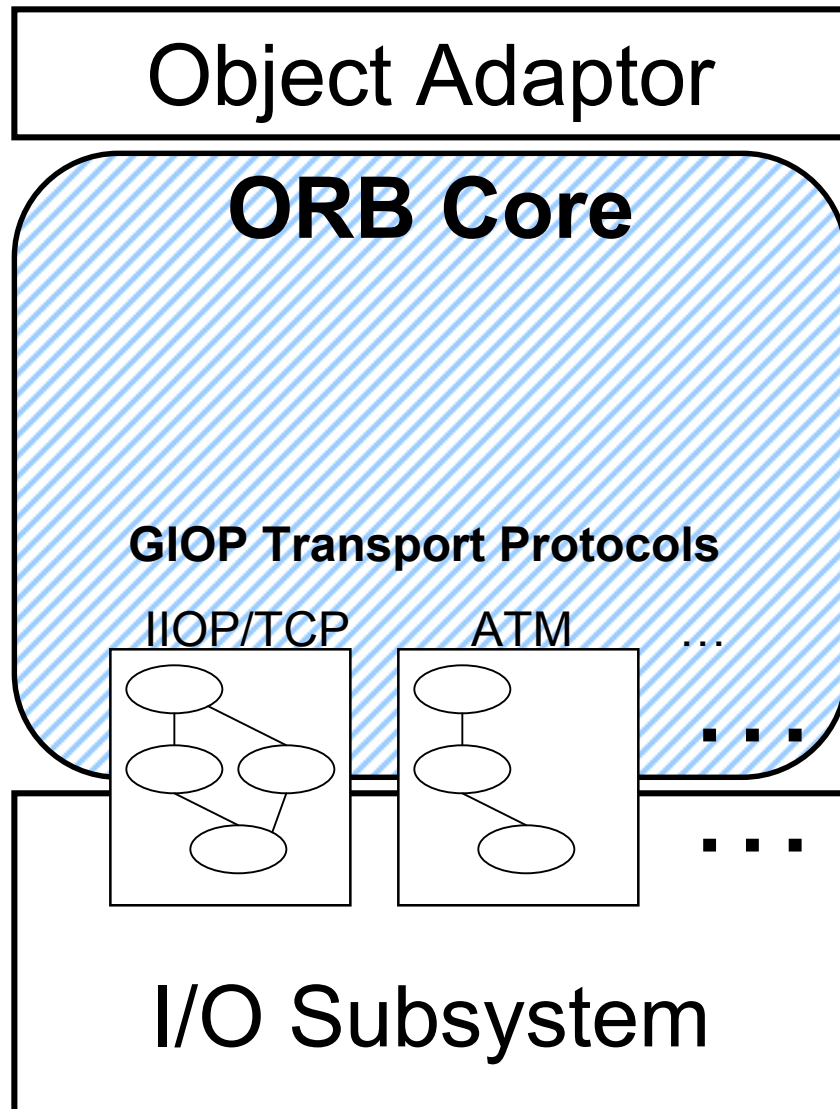 Object Adaptor
ORB Core
GIOP Transport Protocols
IIOP/TCP ATM …
...
...
I/O Subsystem